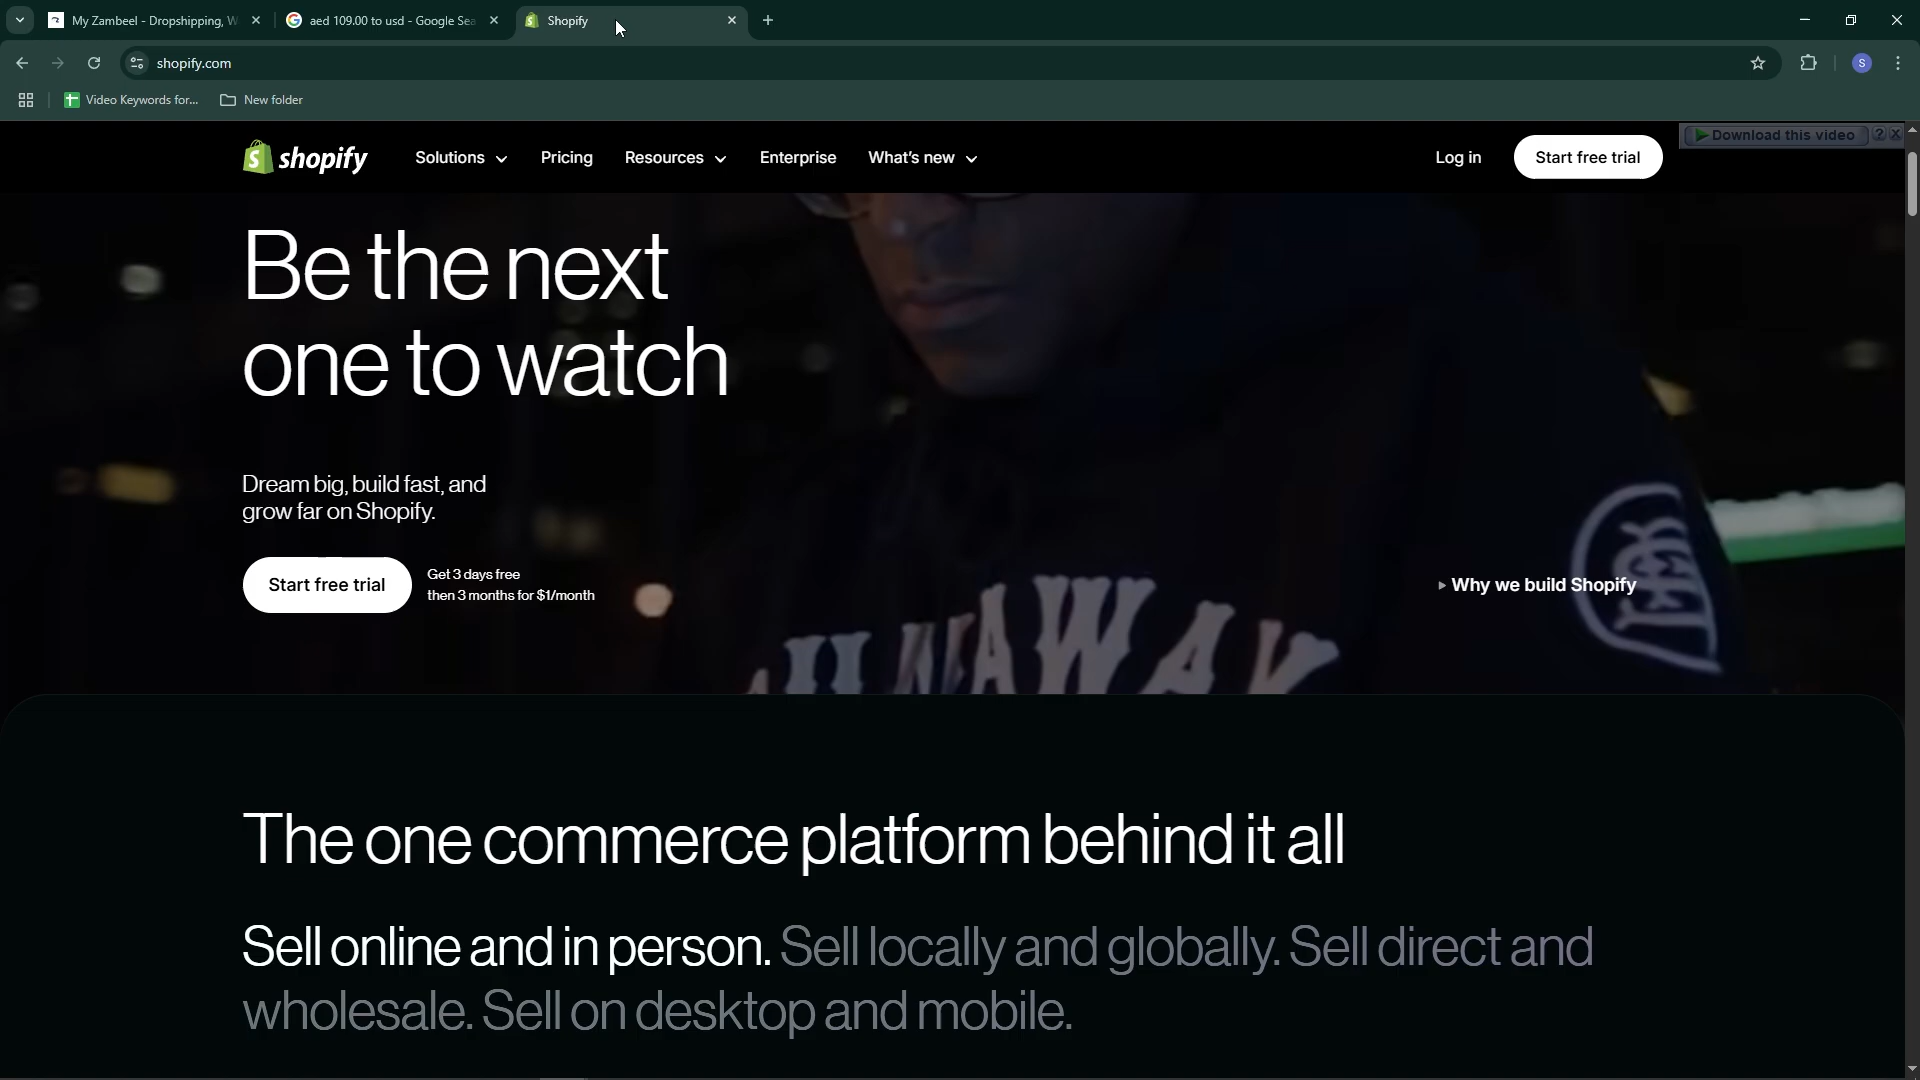 My Zambeel - Dropshipping, W
aed 109.00 to usd - Google Sea
Shopify
shopify.com
S
Video Keywords for...
New folder
shopify
Solutions
Pricing
Resources
Enterprise
What's new
Log in
Start free trial
Download this video
?
Be the next
one to watch
Dream big, build fast, and
grow far on Shopify.
Start free trial
Get 3 days free
then 3 months for $1/month
Why we build Shopify
The one commerce platform behind it all
Sell online and in person. Sell locally and globally. Sell direct and
wholesale. Sell on desktop and mobile.